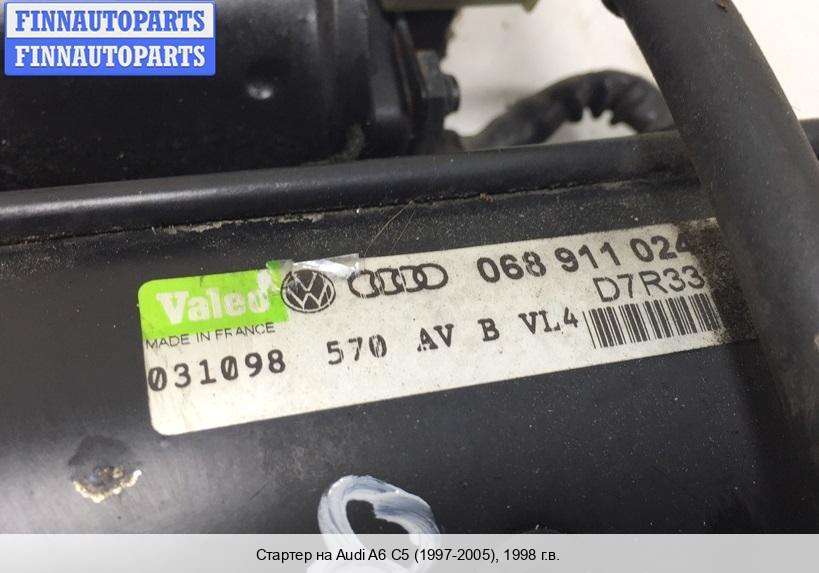 FINNAUTOPARTS
FINNAUTOPARTS
Valeo
MADE IN FRANCE
068 911 024
D7R33
031098 570 AV B VL4
Стартер на Audi A6 C5 (1997-2005), 1998 г.в.